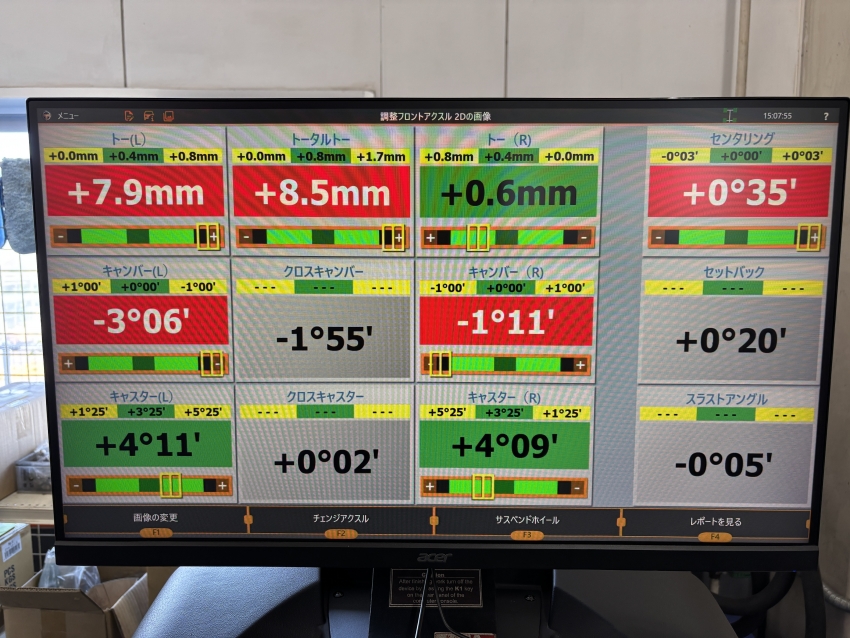 メニュー 調整フロントアクスル 2Dの画像 15:07:55 ?
トー(L) トータルトー トー（R) センタリング
+0.0mm +0.4mm +0.8mm +0.0mm +0.8mm +1.7mm +0.8mm +0.4mm +0.0mm -0°03' +0°00' +0°03'
+7.9mm +8.5mm +0.6mm +0°35'
- + - + + - - +
キャンバー(L) クロスキャンバー キャンバー（R) セットバック
+1°00' +0°00' -1°00' --- --- --- -1°00' +0°00' +1°00' --- --- ---
-3°06' -1°55' -1°11' +0°20'
+ - - +
キャスター(L) クロスキャスター キャスター（R) スラストアングル
+1°25' +3°25' +5°25' --- --- --- +5°25' +3°25' +1°25' --- --- ---
+4°11' +0°02' +4°09' -0°05'
- + + -
画像の変更 チェンジアクスル サスペンドホイール レポートを見る
F1 F2 F3 F4
acer